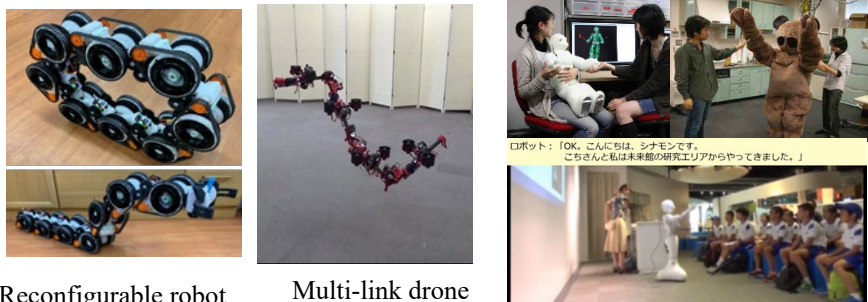 Reconfigurable robot
Multi-link drone
ロボット：「OK。こんにちは、シナモンです。
こちさんと私は未来館の研究エリアからやってきました。」